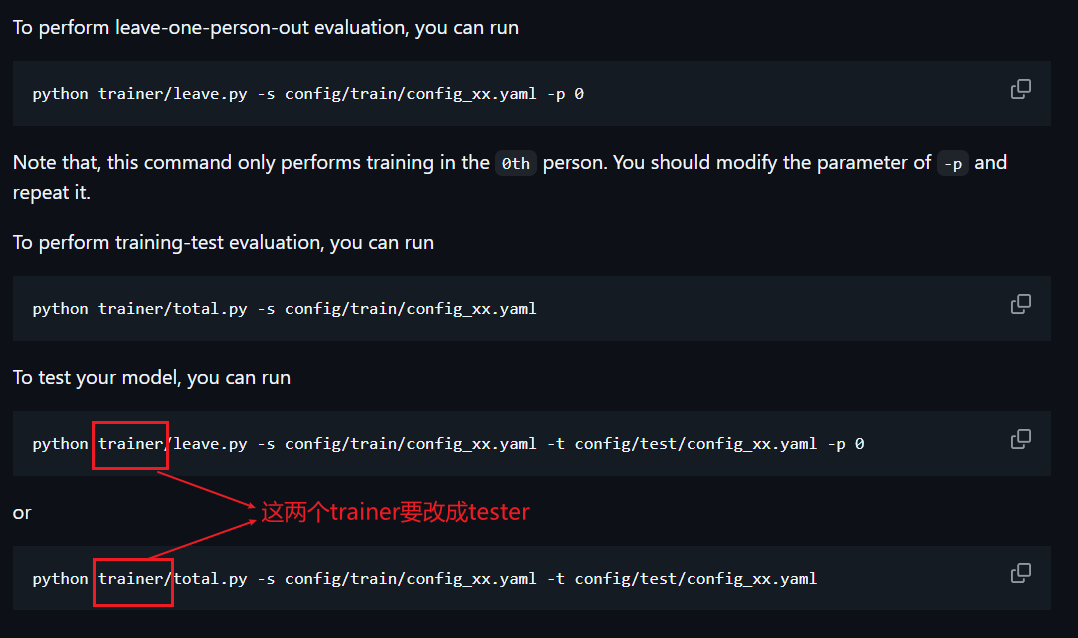 To perform leave-one-person-out evaluation, you can run
python trainer/leave.py -s config/train/config_xx.yaml -p 0
Note that, this command only performs training in the 0th person. You should modify the parameter of -p and
repeat it.
To perform training-test evaluation, you can run
python trainer/total.py -s config/train/config_xx.yaml
To test your model, you can run
python trainer/leave.py -s config/train/config_xx.yaml -t config/test/config_xx.yaml -p 0
or
这两个trainer要改成tester
python trainer/total.py -s config/train/config_xx.yaml -t config/test/config_xx.yaml